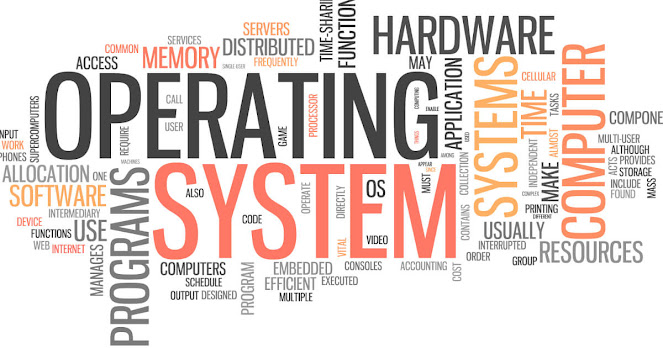 SERVICES
SERVERS
TIME-SHARI
FUNCTION
HARDWARE
COMMON
ACCESS
MEMORY
SINGLE-USER
DISTRIBUTED
FREQUENTLY
MAY
OPERATING
SYSTEM
CALL
USER
GAME
PROCESSOR
COMPUTING
ENABLE
THINGS
APPLICATION
SYSTEMS
TIME
CELLULAR
TASKS
COMPUTER
COMPONE
MULTI-USER
ALTHOUGH
ACTS
PROVIDES
STORAGE
INCLUDE
FOUND
MASS
INPUT
WORK
PHONES
SUPERCOMPUTERS
REQUIRE
MACHINES
ALLOCATION
ONE
SOFTWARE
INTERMEDIARY
DEVICE
FUNCTIONS
USE
WEB
INTERNET
MANAGES
PROGRAMS
ALSO
CODE
OPERATE
DIRECTLY
OS
VITAL
VIDEO
APPEAR
SINCE
AMONG
MUST
COLLECTION
CONTAINS
INDEPENDENT
COMPLEX
MAKE
ALMOST
PRINTING
DIFFERENT
USUALLY
INTERRUPTED
ORDER
GROUP
RESOURCES
COMPUTERS
SCHEDULE
OUTPUT
DESIGNED
PROGRAM
EMBEDDED
EFFICIENT
MULTIPLE
EXECUTED
CONSOLES
ACCOUNTING
COST